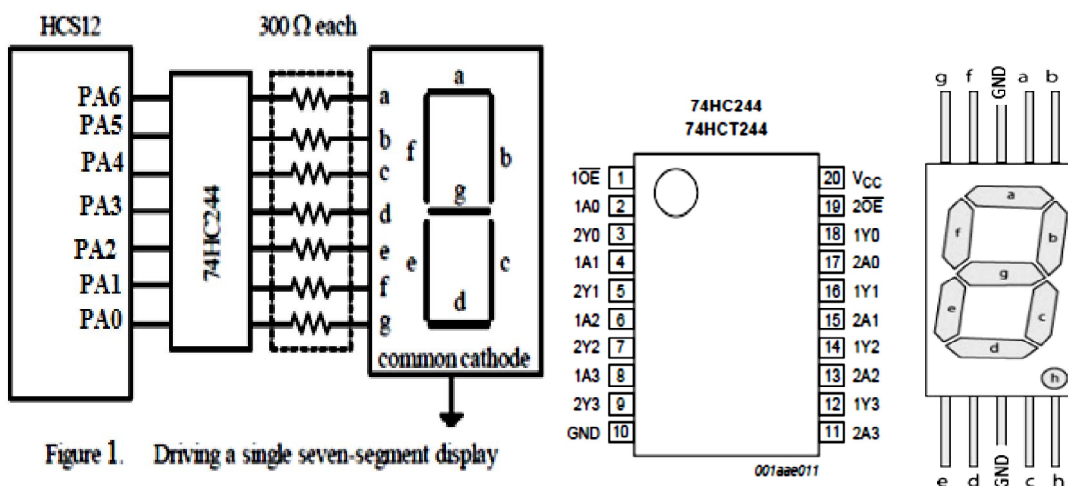 HCS12
300 Ω each
PA6
PA5
PA4
PA3
PA2
PA1
PA0
74HC244
a
b
c
d
e
f
g
a
f
b
g
e
c
d
common cathode
Figure 1. Driving a single seven-segment display
74HC244
74HCT244
1O̅E̅ 1
1A0 2
2Y0 3
1A1 4
2Y1 5
1A2 6
2Y2 7
1A3 8
2Y3 9
GND 10
20 VCC
19 2O̅E̅
18 1Y0
17 2A0
16 1Y1
15 2A1
14 1Y2
13 2A2
12 1Y3
11 2A3
001aae011
g f GND a b
a
f
b
g
e
c
d
h
e d GND c b